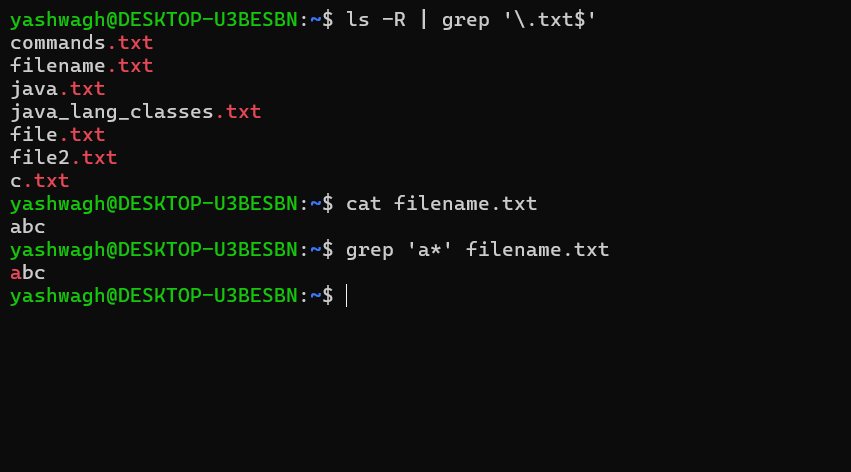 yashwagh@DESKTOP-U3BESBN:~$ ls -R | grep '\.txt$'
commands.txt
filename.txt
java.txt
java_lang_classes.txt
file.txt
file2.txt
c.txt
yashwagh@DESKTOP-U3BESBN:~$ cat filename.txt
abc
yashwagh@DESKTOP-U3BESBN:~$ grep 'a*' filename.txt
abc
yashwagh@DESKTOP-U3BESBN:~$